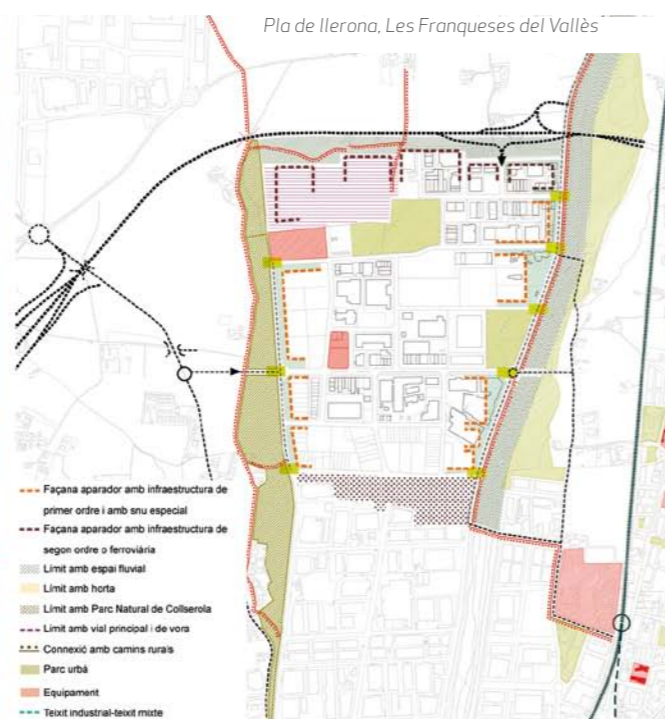 Pla de llerona, Les Franqueses del Vallès
Façana aparador amb infraestructura de
primer ordre i amb snu especial
Façana aparador amb infraestructura de
segon ordre o ferroviària
Límit amb espai fluvial
Límit amb horta
Límit amb Parc Natural de Collserola
Límit amb vial principal i de vora
Connexió amb camins rurals
Parc urbà
Equipament
Teixit industrial-teixit mixte